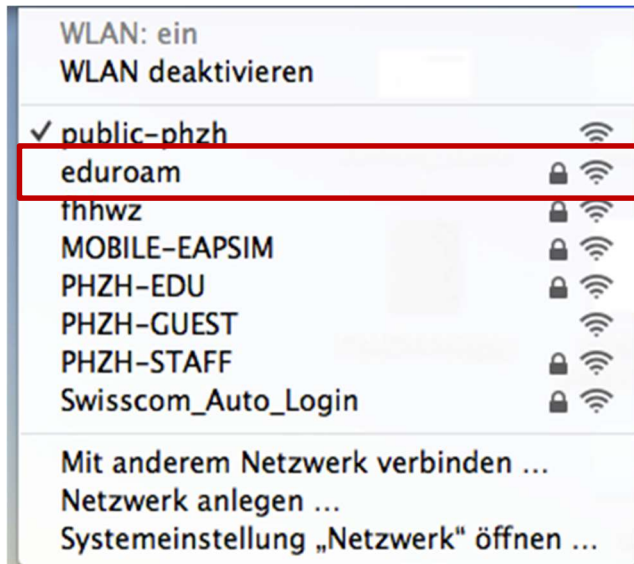 WLAN: ein
WLAN deaktivieren
✓ public-phzh
eduroam
fhhwz
MOBILE-EAPSIM
PHZH-EDU
PHZH-GUEST
PHZH-STAFF
Swisscom_Auto_Login
Mit anderem Netzwerk verbinden ...
Netzwerk anlegen ...
Systemeinstellung „Netzwerk“ öffnen ...